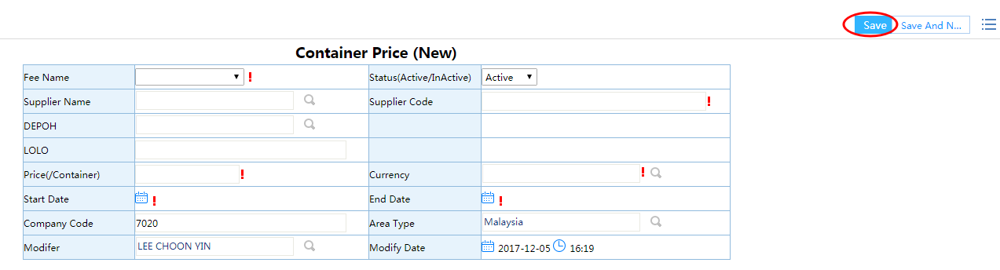 Save Save And N...
Container Price (New)
Fee Name ! Status(Active/InActive) Active
Supplier Name Supplier Code !
DEPOH
LOLO
Price(/Container) ! Currency !
Start Date ! End Date !
Company Code 7020 Area Type Malaysia
Modifer LEE CHOON YIN Modify Date 2017-12-05 16:19